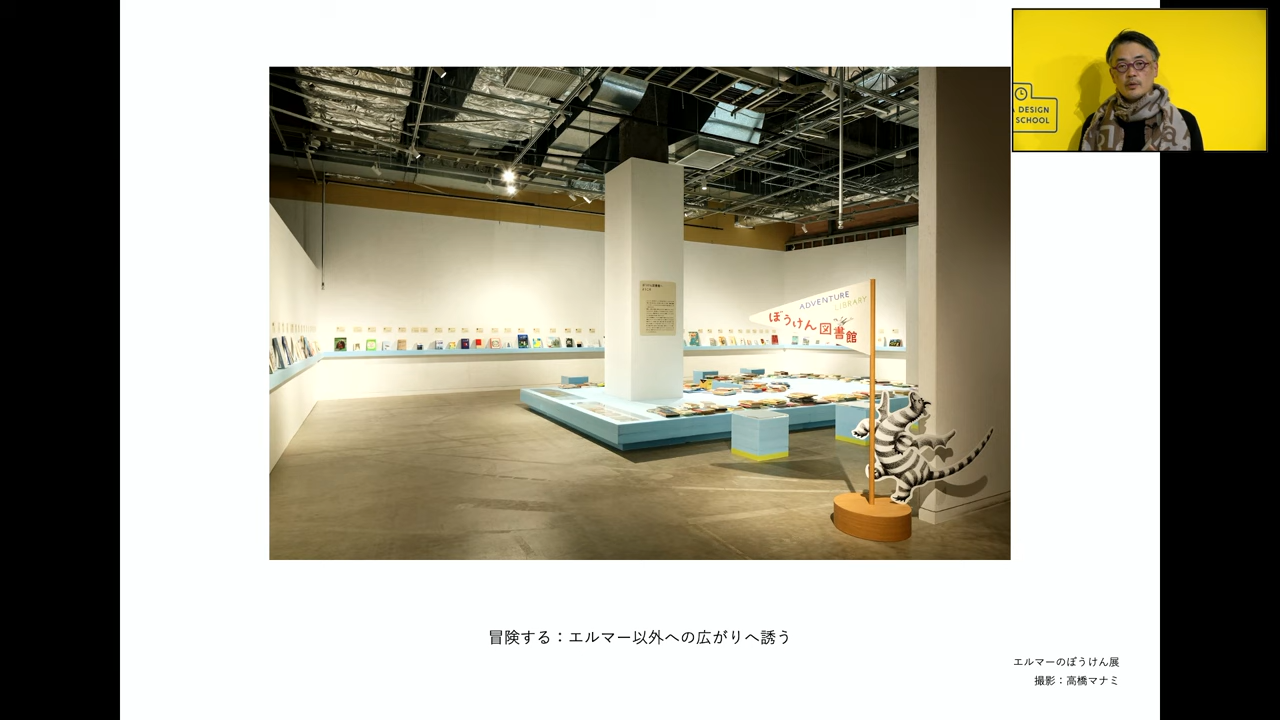 A DESIGN
SCHOOL
ADVENTURE
LIBRARY
ぼうけん図書館
冒険する：エルマー以外への広がりへ誘う
エルマーのぼうけん展
撮影：高橋マナミ